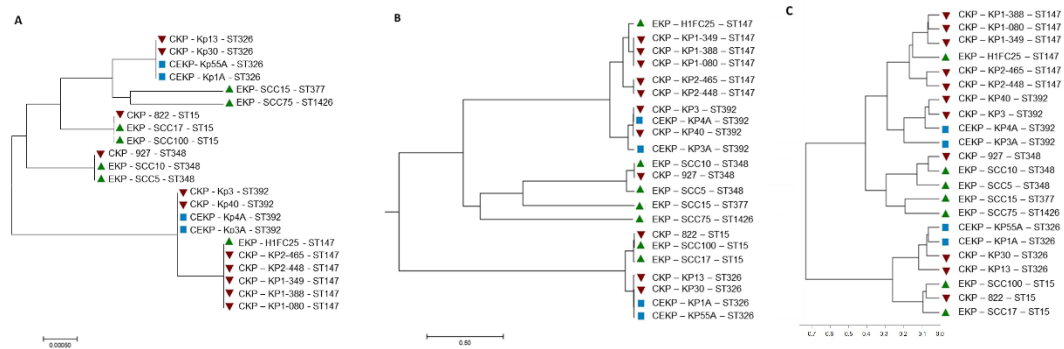 A
CKP - Kp13 - ST326
CKP - Kp30 - ST326
CEKP - Kp55A - ST326
CEKP - Kp1A - ST326
EKP - SCC15 - ST377
EKP - SCC75 - ST1426
CKP - 822 - ST15
EKP - SCC17 - ST15
EKP - SCC100 - ST15
CKP - 927 - ST348
EKP - SCC10 - ST348
EKP - SCC5 - ST348
CKP - Kp3 - ST392
CKP - Kp40 - ST392
CEKP - Kp4A - ST392
CEKP - Kp3A - ST392
EKP - H1FC25 - ST147
CKP – KP2-465 – ST147
CKP – KP2-448 – ST147
CKP – KP1-349 – ST147
CKP – KP1-388 – ST147
CKP – KP1-080 – ST147
0.00050
B
EKP – H1FC25 – ST147
CKP – KP1-349 – ST147
CKP – KP1-388 – ST147
CKP – KP1-080 – ST147
CKP – KP2-465 – ST147
CKP – KP2-448 – ST147
CKP – KP3 – ST392
CEKP – KP4A – ST392
CKP – KP40 – ST392
CEKP – KP3A – ST392
EKP – SCC10 – ST348
CKP – 927 – ST348
EKP – SCC5 – ST348
EKP – SCC15 – ST377
EKP – SCC75 – ST1426
CKP – 822 – ST15
EKP – SCC100 – ST15
EKP – SCC17 – ST15
CKP – KP13 – ST326
CKP – KP30 – ST326
CEKP – KP1A – ST326
CEKP – KP55A – ST326
0.50
C
CKP – KP1-388 – ST147
CKP – KP1-080 – ST147
CKP – KP1-349 – ST147
EKP – H1FC25 – ST147
CKP – KP2-465 – ST147
CKP – KP2-448 – ST147
CKP – KP40 – ST392
CKP – KP3 – ST392
CEKP – KP4A – ST392
CEKP – KP3A – ST392
CKP – 927 – ST348
EKP – SCC10 – ST348
EKP – SCC5 – ST348
EKP – SCC15 – ST377
EKP – SCC75 – ST1426
CEKP – KP55A – ST326
CEKP – KP1A – ST326
CKP – KP30 – ST326
CKP – KP13 – ST326
EKP – SCC100 – ST15
CKP – 822 – ST15
EKP – SCC17 – ST15
0.7 0.6 0.5 0.4 0.3 0.2 0.1 0.0